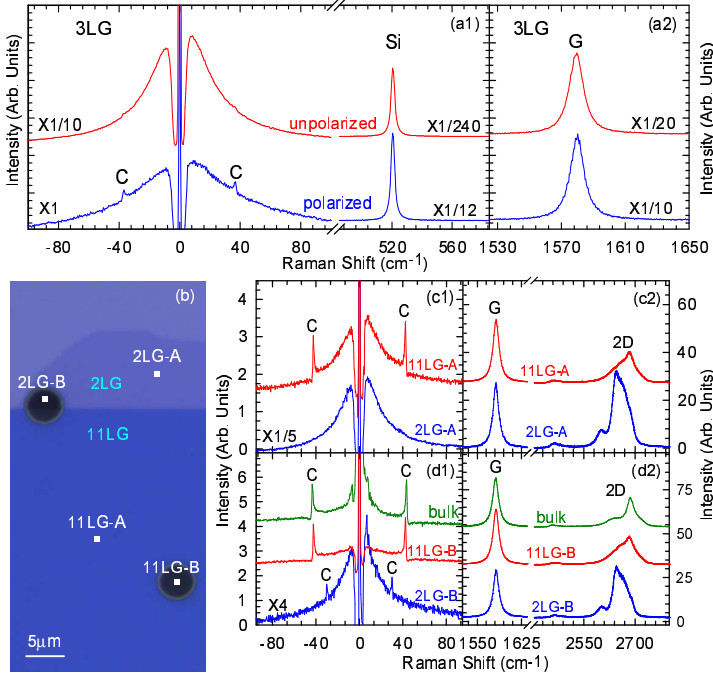 3LG
(a1)
Si
X1/10
unpolarized
X1/240
C
C
X1
polarized
X1/12
Intensity (Arb. Units)
-80 -40 0 40 80 520 560
Raman Shift (cm-1)
3LG
(a2)
G
X1/20
X1/10
Intensity (Arb. Units)
1530 1570 1610 1650
(b)
2LG-A
2LG-B
2LG
11LG
11LG-A
11LG-B
5μm
(c1)
C
C
11LG-A
2LG-A
X1/5
4
3
2
1
0
Intensity (Arb. Units)
(c2)
G
2D
11LG-A
2LG-A
60
40
20
0
Intensity (Arb. Units)
(d1)
C
C
bulk
11LG-B
C
C
X4
2LG-B
6
5
4
3
2
1
0
-80 -40 0 40 80
(d2)
G
2D
bulk
11LG-B
2LG-B
75
50
25
0
1550 1625 2550 2700
Raman Shift (cm-1)